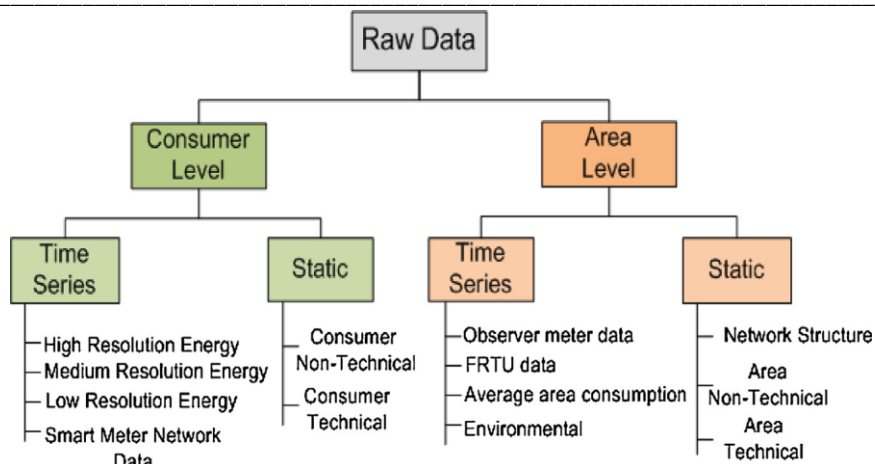 Raw Data
Consumer
Level
Area
Level
Time
Series
Static
Time
Series
Static
High Resolution Energy
Medium Resolution Energy
Low Resolution Energy
Smart Meter Network
Data
Consumer
Non-Technical
Consumer
Technical
Observer meter data
FRTU data
Average area consumption
Environmental
Network Structure
Area
Non-Technical
Area
Technical